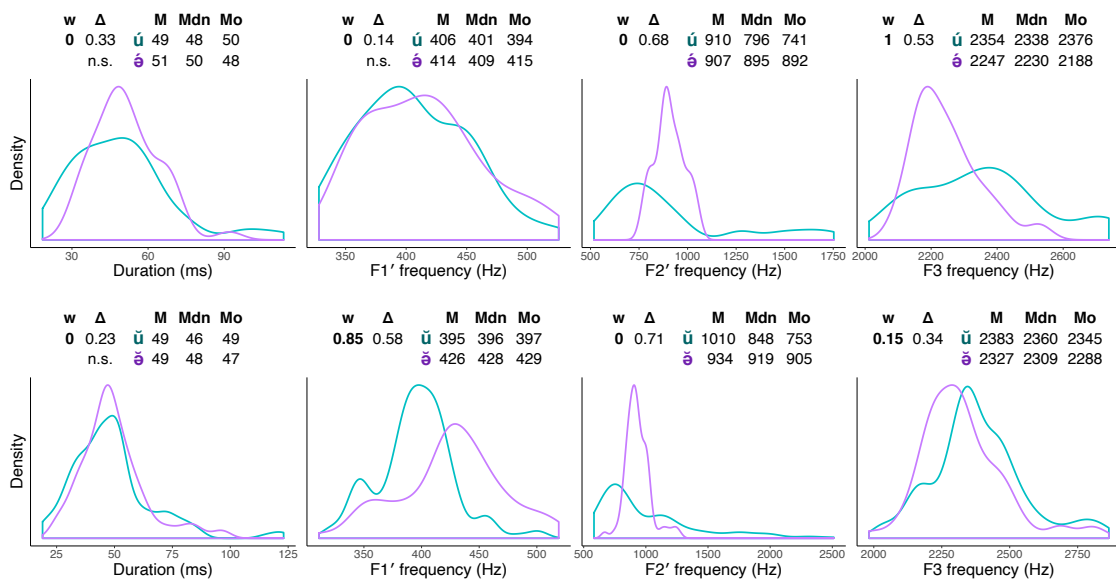 w Δ M Mdn Mo
0 0.33 ú 49 48 50
n.s. ə́ 51 50 48
w Δ M Mdn Mo
0 0.14 ú 406 401 394
n.s. ə́ 414 409 415
w Δ M Mdn Mo
0 0.68 ú 910 796 741
ə́ 907 895 892
w Δ M Mdn Mo
1 0.53 ú 2354 2338 2376
ə́ 2247 2230 2188
Density
30 60 90
Duration (ms)
350 400 450 500
F1′ frequency (Hz)
500 750 1000 1250 1500 1750
F2′ frequency (Hz)
2000 2200 2400 2600
F3 frequency (Hz)
w Δ M Mdn Mo
0 0.23 ŭ 49 46 49
n.s. ə̆ 49 48 47
w Δ M Mdn Mo
0.85 0.58 ŭ 395 396 397
ə̆ 426 428 429
w Δ M Mdn Mo
0 0.71 ŭ 1010 848 753
ə̆ 934 919 905
w Δ M Mdn Mo
0.15 0.34 ŭ 2383 2360 2345
ə̆ 2327 2309 2288
Density
25 50 75 100 125
Duration (ms)
350 400 450 500
F1′ frequency (Hz)
500 1000 1500 2000 2500
F2′ frequency (Hz)
2000 2250 2500 2750
F3 frequency (Hz)